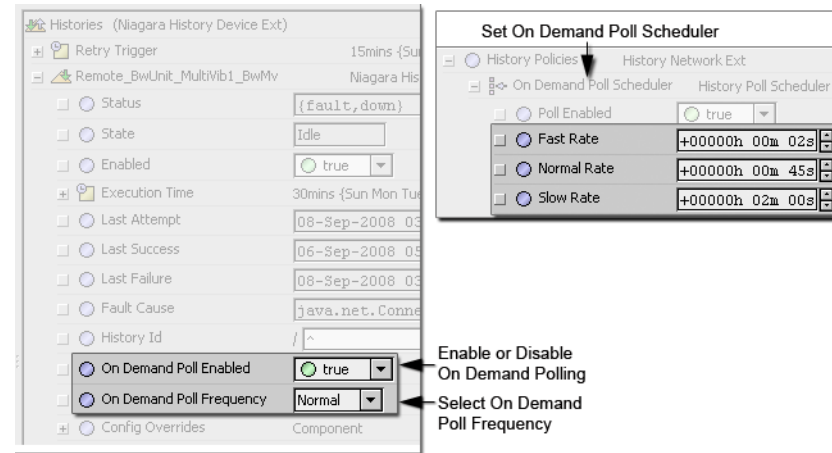 Histories (Niagara History Device Ext)
Retry Trigger 15mins {Su
Remote_BwUnit_MultiVib1_BwMv Niagara His
Status {fault,down}
State Idle
Enabled true
Execution Time 30mins {Sun Mon Tue
Last Attempt 08-Sep-2008 03
Last Success 06-Sep-2008 05
Last Failure 08-Sep-2008 03
Fault Cause java.net.Conne
History Id / ^
On Demand Poll Enabled true
On Demand Poll Frequency Normal
Config Overrides Component
Set On Demand Poll Scheduler
History Policies History Network Ext
On Demand Poll Scheduler History Poll Scheduler
Poll Enabled true
Fast Rate +00000h 00m 02s
Normal Rate +00000h 00m 45s
Slow Rate +00000h 02m 00s
Enable or Disable
On Demand Polling
Select On Demand
Poll Frequency